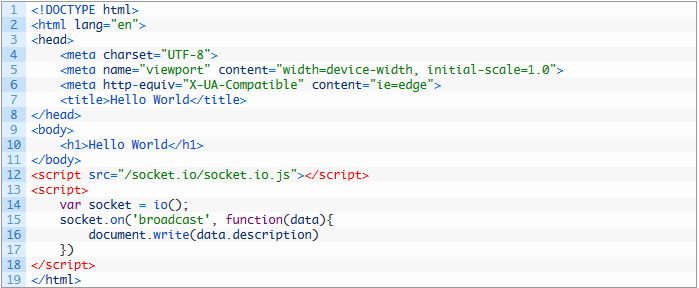 1 <!DOCTYPE html>
2 <html lang="en">
3 <head>
4     <meta charset="UTF-8">
5     <meta name="viewport" content="width=device-width, initial-scale=1.0">
6     <meta http-equiv="X-UA-Compatible" content="ie=edge">
7     <title>Hello World</title>
8 </head>
9 <body>
10     <h1>Hello World</h1>
11 </body>
12 <script src="/socket.io/socket.io.js"></script>
13 <script>
14     var socket = io();
15     socket.on('broadcast', function(data){
16         document.write(data.description)
17     })
18 </script>
19 </html>